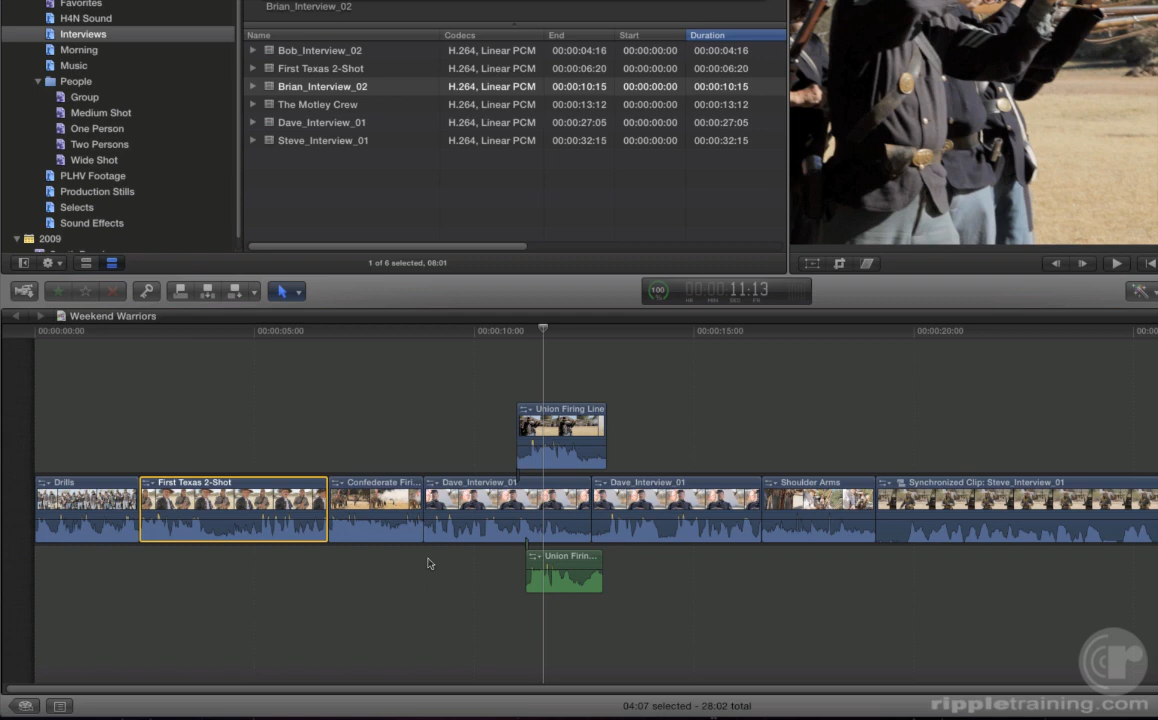 Favorites
H4N Sound
Interviews
Morning
Music
People
Group
Medium Shot
One Person
Two Persons
Wide Shot
PLHV Footage
Production Stills
Selects
Sound Effects
2009
Brian_Interview_02
Name Codecs End Start Duration
Bob_Interview_02 H.264, Linear PCM 00:00:04:16 00:00:00:00 00:00:04:16
First Texas 2-Shot H.264, Linear PCM 00:00:06:20 00:00:00:00 00:00:06:20
Brian_Interview_02 H.264, Linear PCM 00:00:10:15 00:00:00:00 00:00:10:15
The Motley Crew H.264, Linear PCM 00:00:13:12 00:00:00:00 00:00:13:12
Dave_Interview_01 H.264, Linear PCM 00:00:27:05 00:00:00:00 00:00:27:05
Steve_Interview_01 H.264, Linear PCM 00:00:32:15 00:00:00:00 00:00:32:15
1 of 6 selected, 08:01
100 % 00:00:11:13
HR MIN SEC FR
Weekend Warriors
00:00:00:00 00:00:05:00 00:00:10:00 00:00:15:00 00:00:20:00 00:00
Union Firing Line
Drills First Texas 2-Shot Confederate Firi... Dave_Interview_01 Dave_Interview_01 Shoulder Arms Synchronized Clip: Steve_Interview_01
Union Firin...
04:07 selected - 28:02 total
rippletraining.com